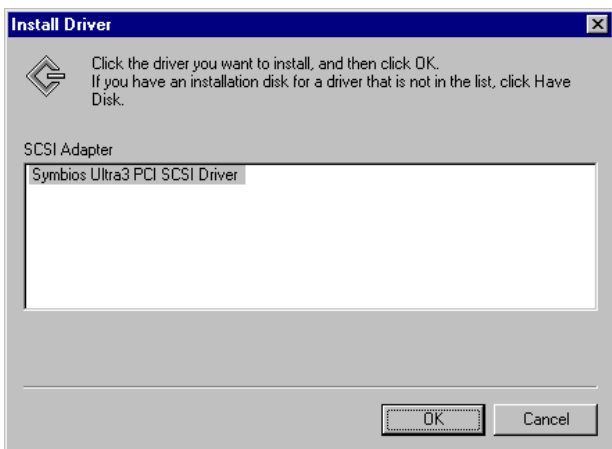 Install Driver
Click the driver you want to install, and then click OK.
If you have an installation disk for a driver that is not in the list, click Have
Disk.
SCSI Adapter
Symbios Ultra3 PCI SCSI Driver
OK
Cancel